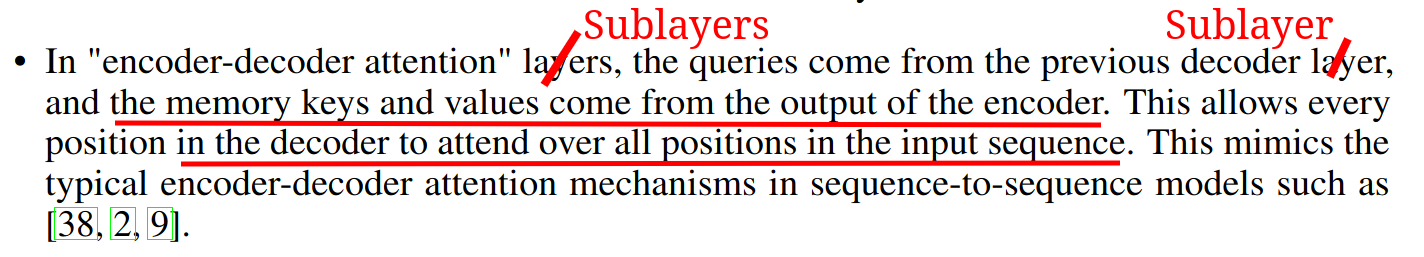 Sublayers Sublayer
• In "encoder-decoder attention" layers, the queries come from the previous decoder layer,
and the memory keys and values come from the output of the encoder. This allows every
position in the decoder to attend over all positions in the input sequence. This mimics the
typical encoder-decoder attention mechanisms in sequence-to-sequence models such as
[38, 2, 9].